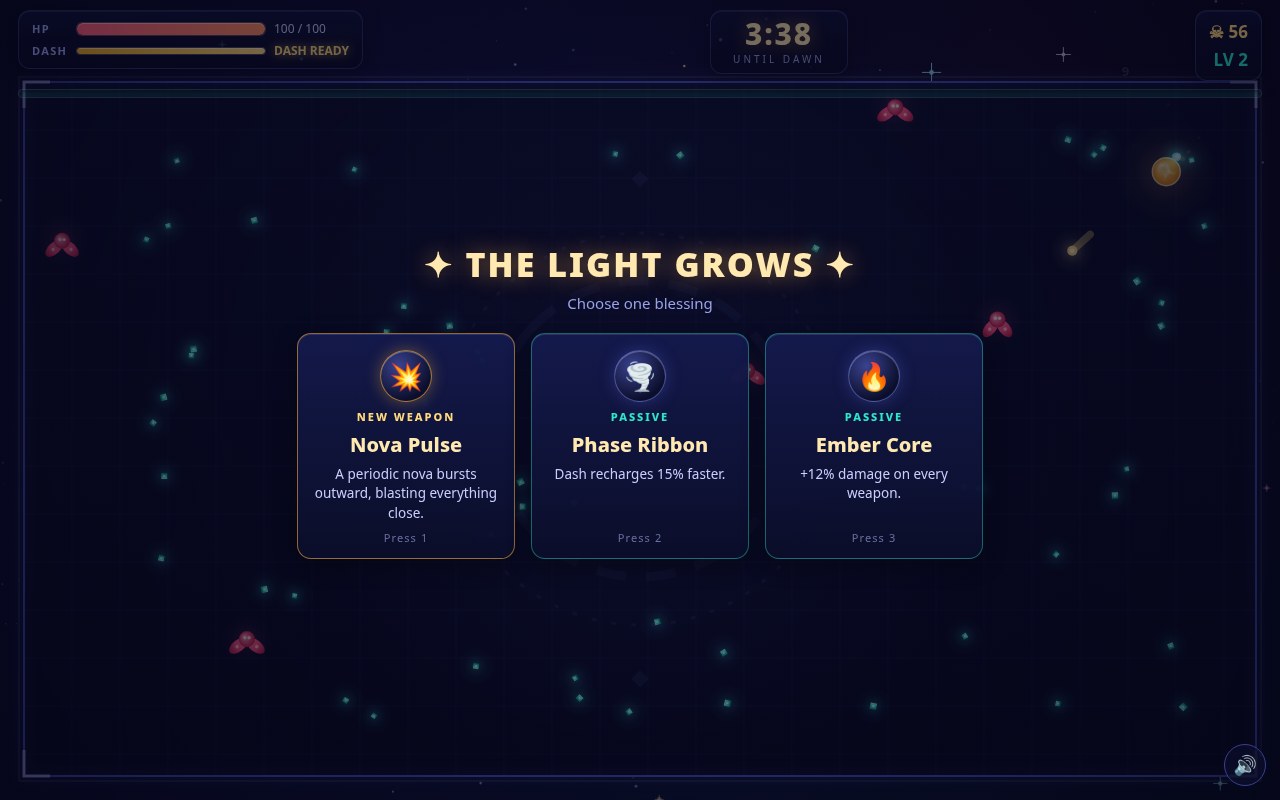 HP 100 / 100
DASH DASH READY
3:38
UNTIL DAWN
☠ 56
LV 2
9
✦ THE LIGHT GROWS ✦
Choose one blessing
NEW WEAPON
Nova Pulse
A periodic nova bursts
outward, blasting everything
close.
Press 1
PASSIVE
Phase Ribbon
Dash recharges 15% faster.
Press 2
PASSIVE
Ember Core
+12% damage on every
weapon.
Press 3